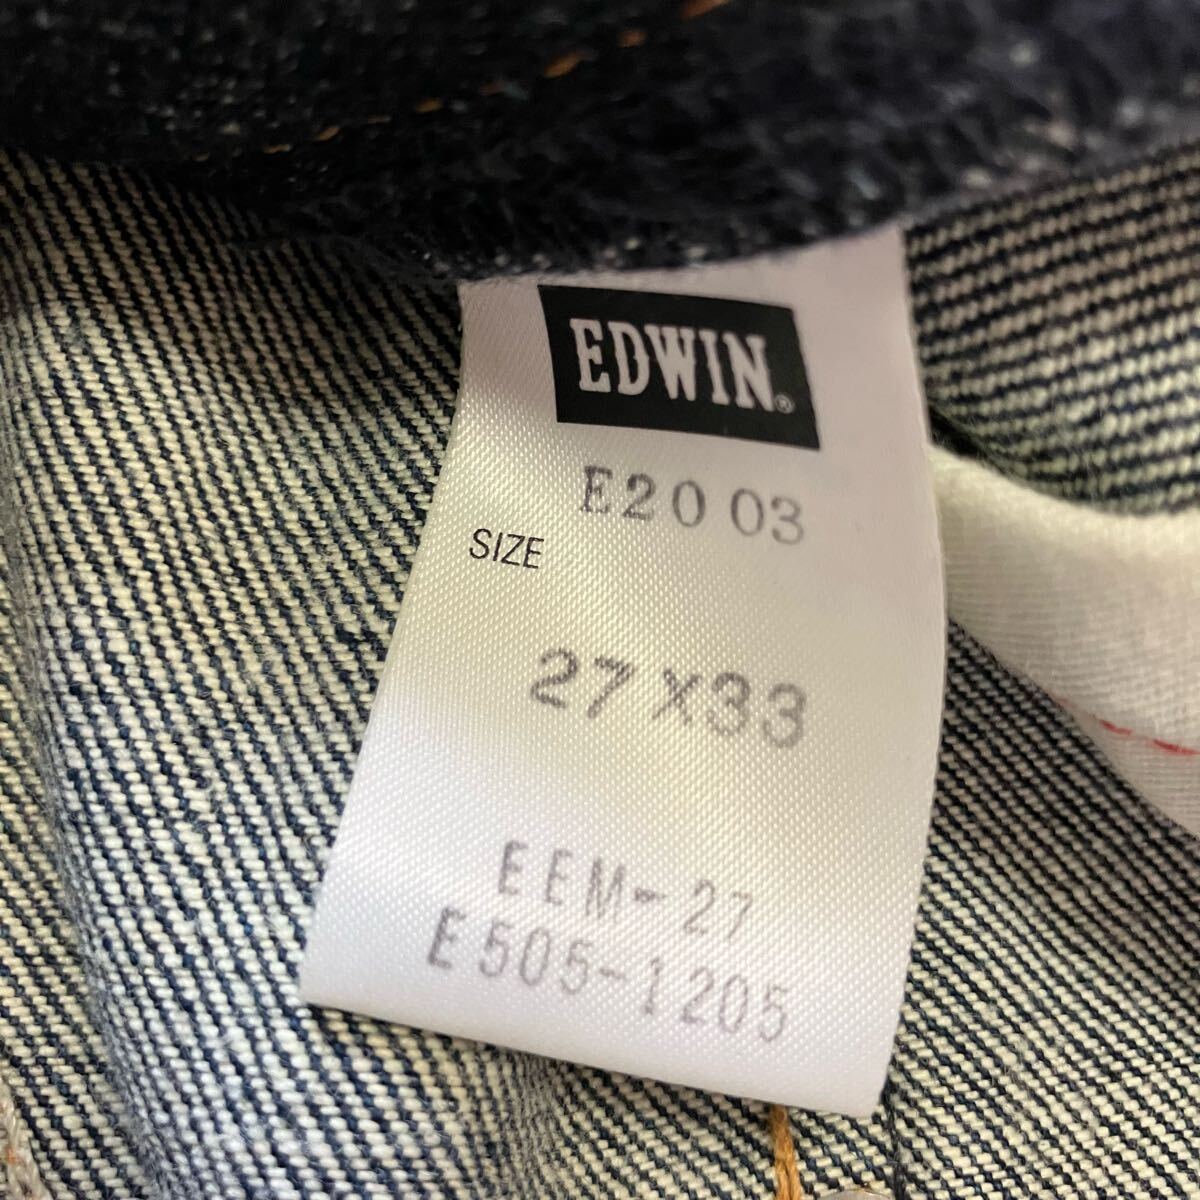 EDWIN®
E2003
SIZE
27X33
EEM-27
E505-1205